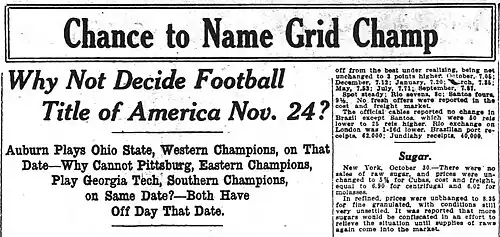 Chance to Name Grid Champ
Why Not Decide Football
Title of America Nov. 24?
Auburn Plays Ohio State, Western Champions, on That
Date—Why Cannot Pittsburg, Eastern Champions,
Play Georgia Tech, Southern Champions,
on Same Date?—Both Have
Off Day That Date.
off from the best under realizing, being net
unchanged to 3 points higher. October, 7.05;
December, 7.12; January, 7.20; March, 7.35;
May, 7.53; July, 7.71; September, 7.87.
Spot steady; Rio sevens, 8c; Santos fours,
9¼. No fresh offers were reported in the
cost and freight market.
The official cables reported no change in
Brazil except Santos, which were 50 reis
lower to 25 reis higher. Rio exchange on
London was 1-16d lower. Brazilian port re-
ceipts, 62,000; Jundiahy receipts, 40,000.
Sugar.
New York, October 30.—There were no
sales of raw sugar, and prices were un-
changed to 5⅞ for Cubas, cost and freight,
equal to 6.90 for centrifugal and 6.02 for
molasses.
In refined, prices were unchanged to 8.35
for fine granulated, with conditions still
very unsettled. It was reported that more
sugar would be confiscated in an effort to
relieve the situation until supplies of raws
again come into the market.